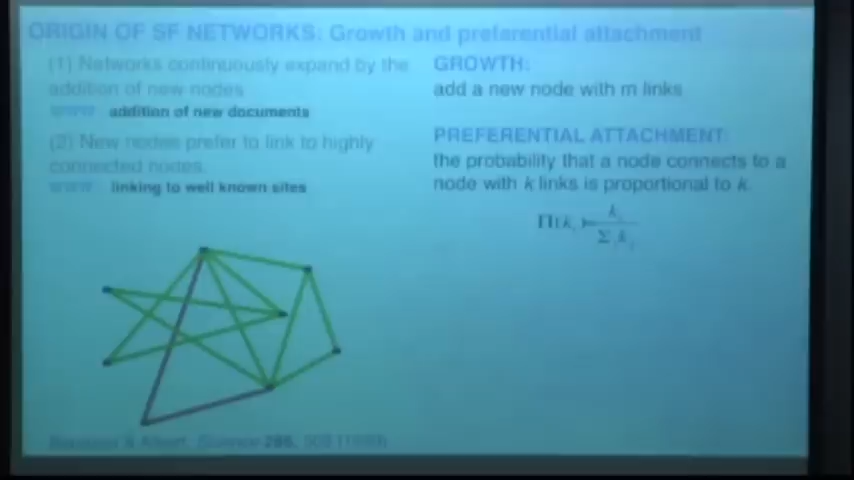 ORIGIN OF SF NETWORKS: Growth and preferential attachment
(1) Networks continuously expand by the
addition of new nodes
WWW addition of new documents
(2) New nodes prefer to link to highly
connected nodes.
WWW linking to well known sites
GROWTH:
add a new node with m links
PREFERENTIAL ATTACHMENT:
the probability that a node connects to a
node with k links is proportional to k.
Barabási & Albert, Science 286, 509 (1999)